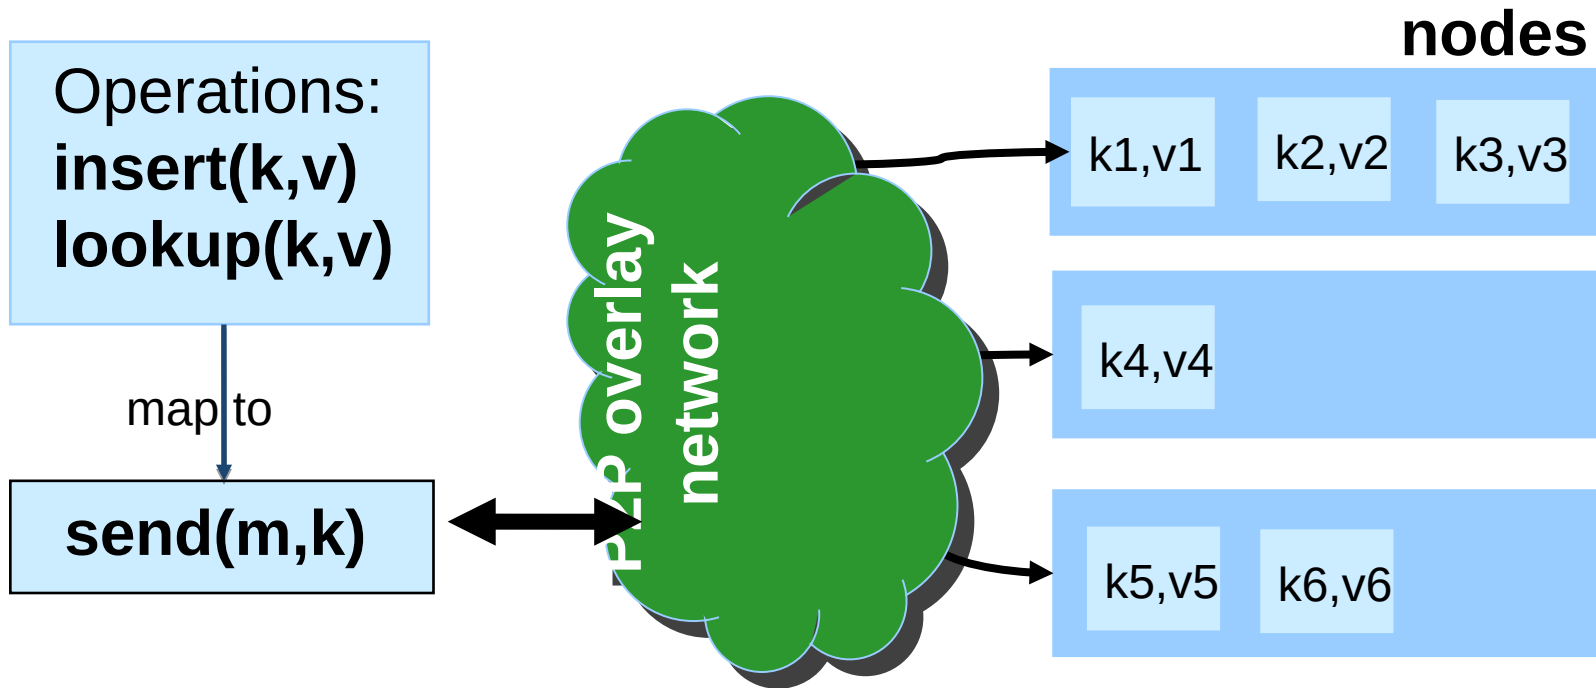 nodes
Operations:
insert(k,v)
lookup(k,v)
map to
send(m,k)
P2P overlay
network
k1,v1
k2,v2
k3,v3
k4,v4
k5,v5
k6,v6